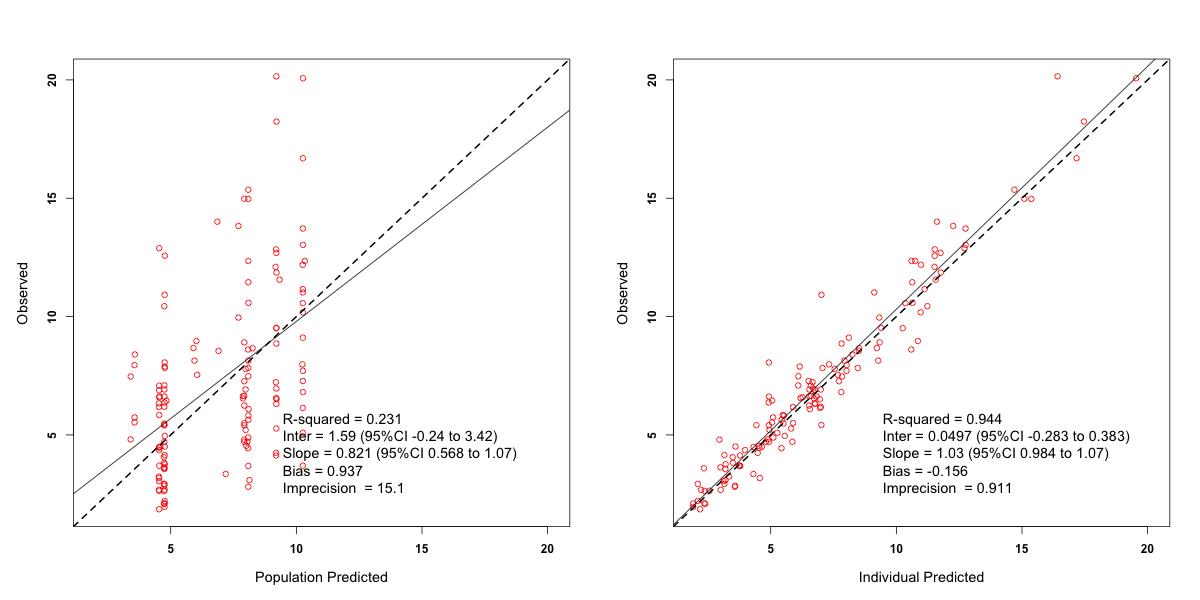 20
15
10
5
Observed
R-squared = 0.231
Inter = 1.59 (95%CI -0.24 to 3.42)
Slope = 0.821 (95%CI 0.568 to 1.07)
Bias = 0.937
Imprecision  = 15.1
5 10 15 20
Population Predicted
20
15
10
5
Observed
R-squared = 0.944
Inter = 0.0497 (95%CI -0.283 to 0.383)
Slope = 1.03 (95%CI 0.984 to 1.07)
Bias = -0.156
Imprecision  = 0.911
5 10 15 20
Individual Predicted